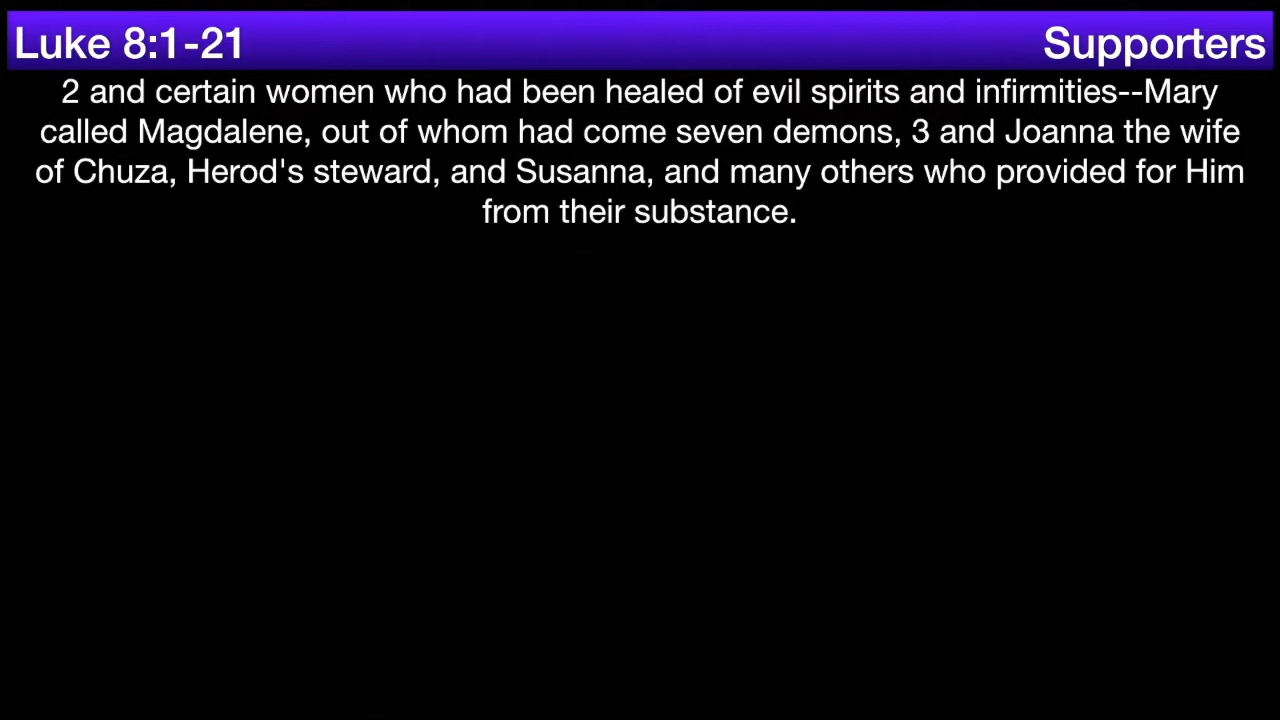 Luke 8:1-21 Supporters
2 and certain women who had been healed of evil spirits and infirmities--Mary
called Magdalene, out of whom had come seven demons, 3 and Joanna the wife
of Chuza, Herod's steward, and Susanna, and many others who provided for Him
from their substance.